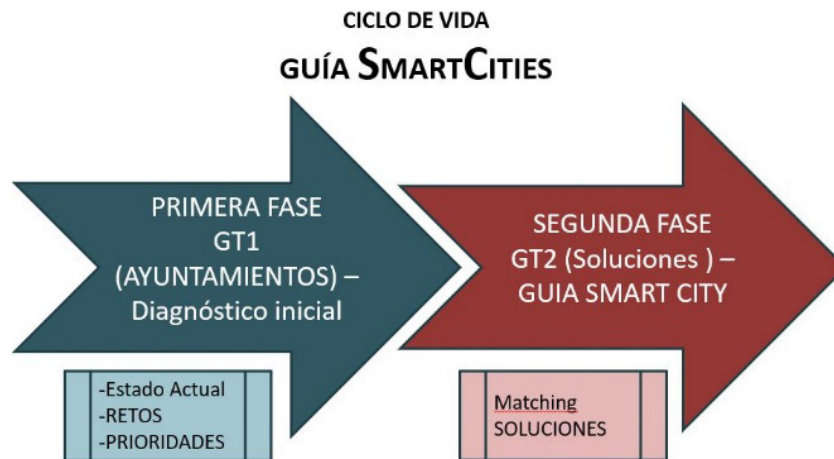 CICLO DE VIDA
GUÍA SMARTCITIES
PRIMERA FASE
GT1
(AYUNTAMIENTOS) –
Diagnóstico inicial
-Estado Actual
-RETOS
-PRIORIDADES
SEGUNDA FASE
GT2 (Soluciones ) –
GUIA SMART CITY
Matching
SOLUCIONES